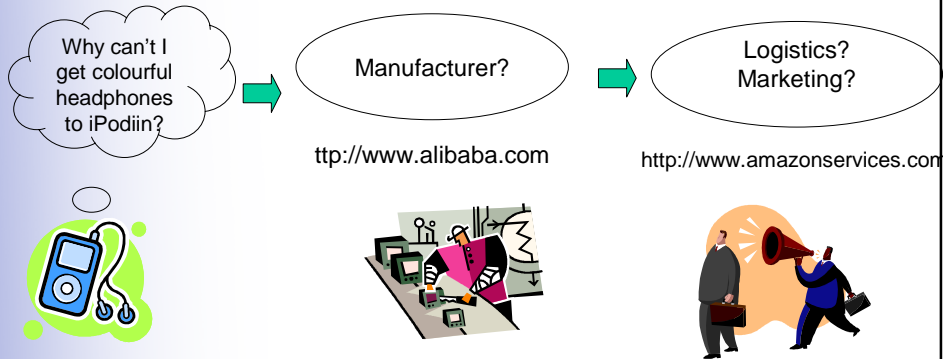 Why can't I
get colourful
headphones
to iPodiin?
Manufacturer?
Logistics?
Marketing?
ttp://www.alibaba.com
http://www.amazonservices.com